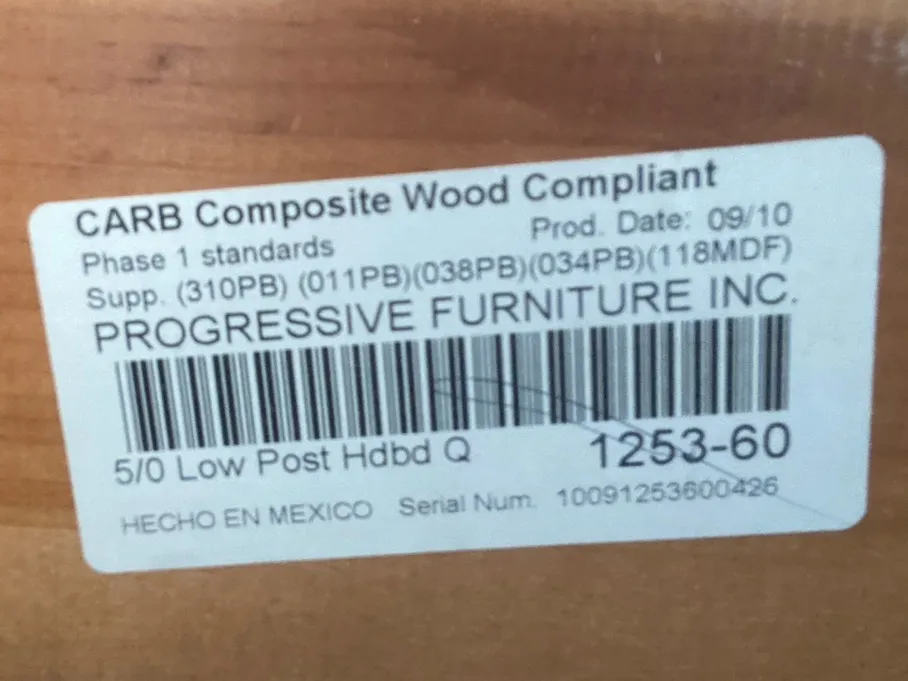 CARB Composite Wood Compliant
Phase 1 standards Prod. Date: 09/10
Supp. (310PB) (011PB)(038PB)(034PB)(118MDF)
PROGRESSIVE FURNITURE INC.
5/0 Low Post Hdbd Q 1253-60
HECHO EN MEXICO Serial Num. 10091253600426